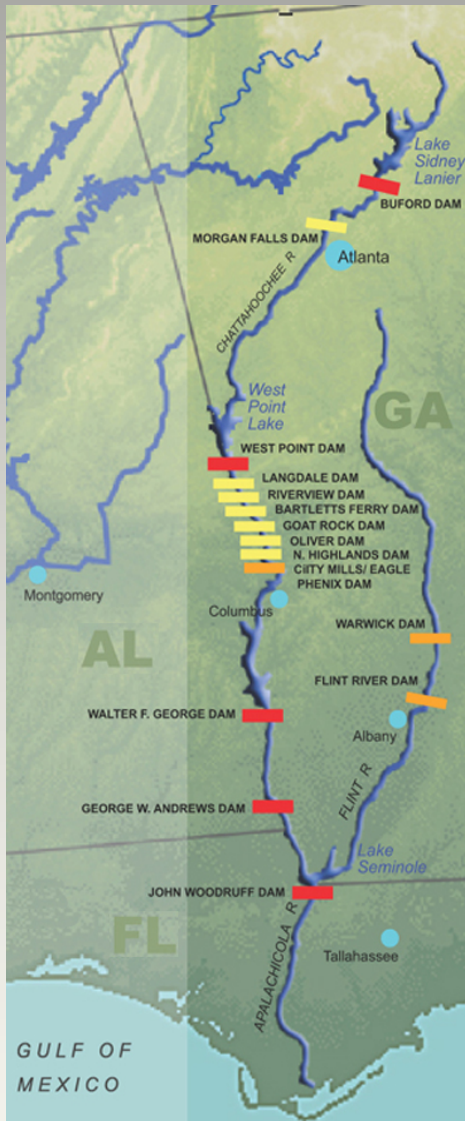 Lake
Sidney
Lanier
BUFORD DAM
MORGAN FALLS DAM
Atlanta
CHATTAHOOCHEE R
West
Point
Lake
GA
WEST POINT DAM
LANGDALE DAM
RIVERVIEW DAM
BARTLETTS FERRY DAM
GOAT ROCK DAM
OLIVER DAM
N. HIGHLANDS DAM
CIITY MILLS/ EAGLE
PHENIX DAM
Montgomery
Columbus
WARWICK DAM
AL
FLINT RIVER DAM
WALTER F. GEORGE DAM
Albany
FLINT R
GEORGE W. ANDREWS DAM
Lake
Seminole
JOHN WOODRUFF DAM
FL
APALACHICOLA R
Tallahassee
GULF OF
MEXICO